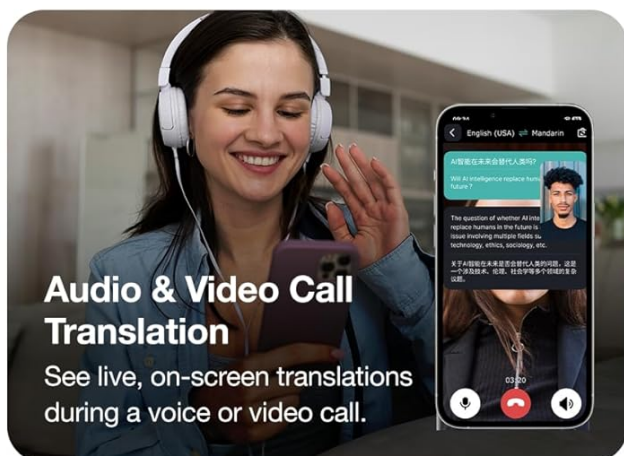 09:34
English (USA) ⇌ Mandarin
AI智能在未来会替代人类吗?
Will AI intelligence replace
future ?
The question of whether AI
replace humans in the future is
issue involving multiple fields
technology, ethics, sociology, etc.
关于AI智能在未来是否会替代人类的问题，这是
一个涉及技术、伦理、社会学等多个领域的复杂
议题。
03:20
Audio & Video Call
Translation
See live, on-screen translations
during a voice or video call.